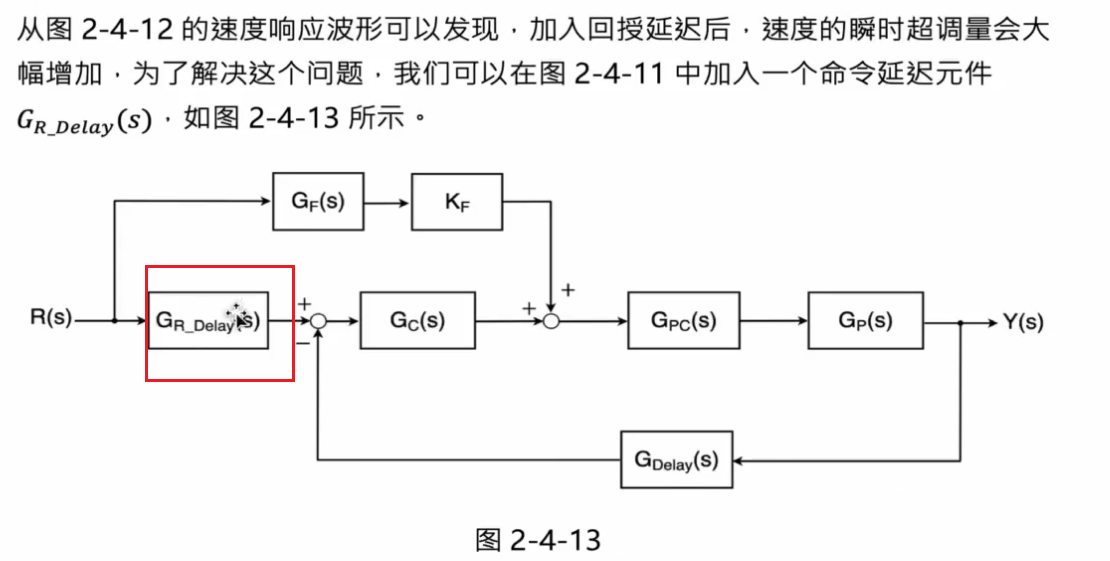 从图 2-4-12 的速度响应波形可以发现，加入回授延迟后，速度的瞬时超调量会大
幅增加，为了解决这个问题，我们可以在图 2-4-11 中加入一个命令延迟元件
G_{R_Delay}(s)，如图 2-4-13 所示。
G_F(s)
K_F
+
R(s)
G_{R_Delay}(s)
+
−
G_C(s)
+
G_{PC}(s)
G_P(s)
Y(s)
G_{Delay}(s)
图 2-4-13